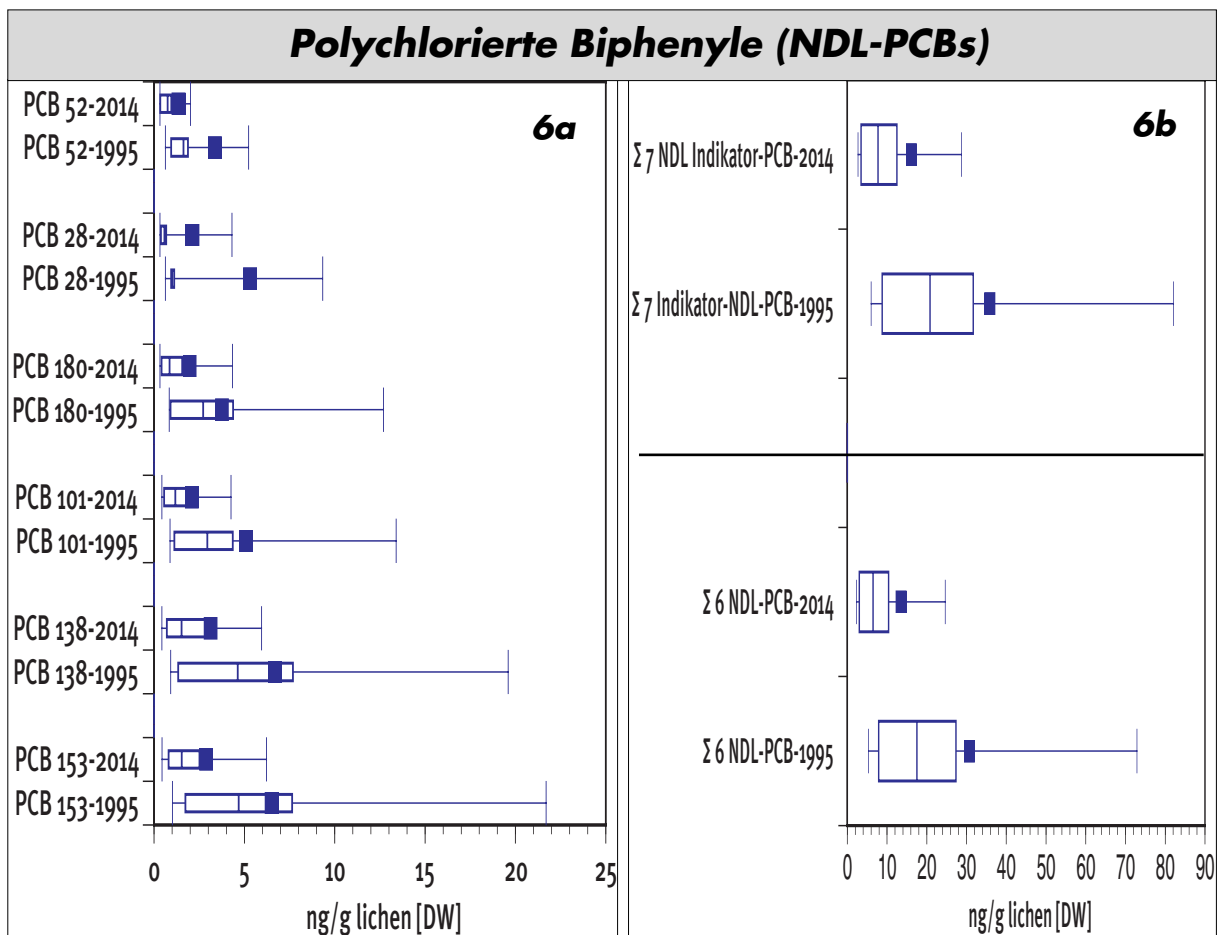 Polychlorierte Biphenyle (NDL-PCBs)
6a
PCB 52-2014
PCB 52-1995
PCB 28-2014
PCB 28-1995
PCB 180-2014
PCB 180-1995
PCB 101-2014
PCB 101-1995
PCB 138-2014
PCB 138-1995
PCB 153-2014
PCB 153-1995
0 5 10 15 20 25
ng/g lichen [DW]
6b
Σ 7 NDL Indikator-PCB-2014
Σ 7 Indikator-NDL-PCB-1995
Σ 6 NDL-PCB-2014
Σ 6 NDL-PCB-1995
0 10 20 30 40 50 60 70 80 90
ng/g lichen [DW]